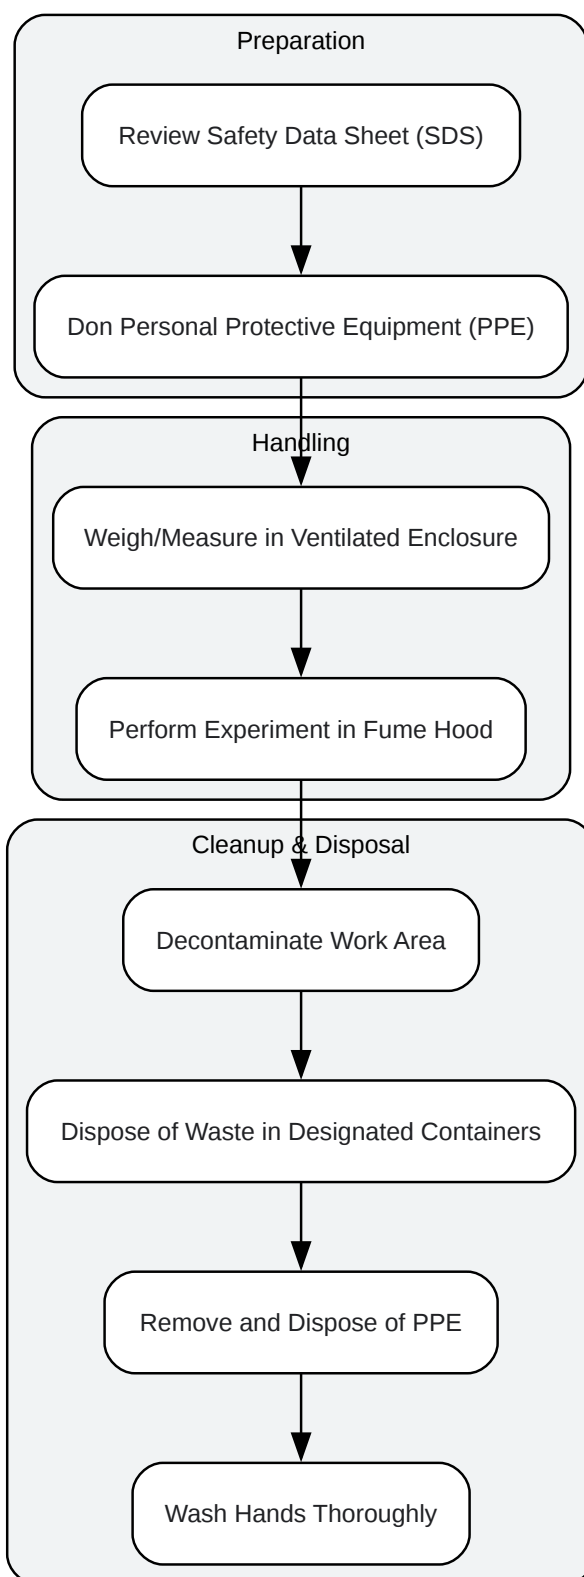 Preparation
Review Safety Data Sheet (SDS)
Don Personal Protective Equipment (PPE)
Handling
Weigh/Measure in Ventilated Enclosure
Perform Experiment in Fume Hood
Cleanup & Disposal
Decontaminate Work Area
Dispose of Waste in Designated Containers
Remove and Dispose of PPE
Wash Hands Thoroughly